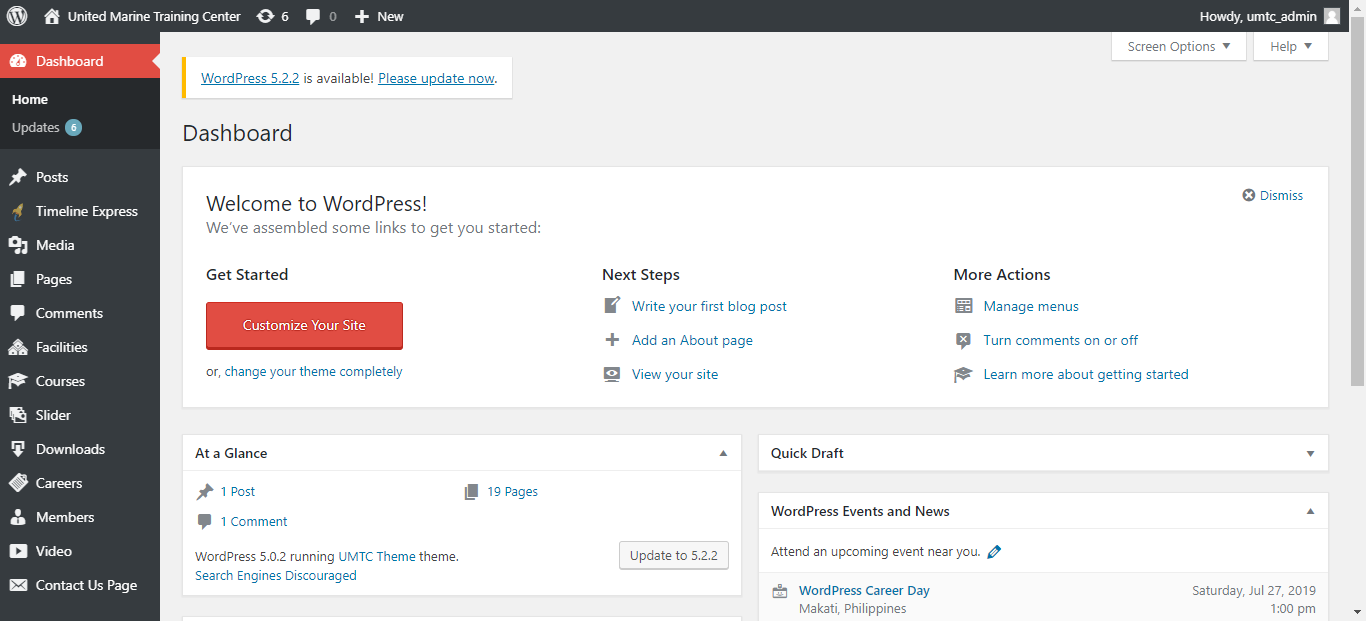 United Marine Training Center 6 0 New Howdy, umtc_admin
Screen Options Help
Dashboard
Home
Updates 6
Posts
Timeline Express
Media
Pages
Comments
Facilities
Courses
Slider
Downloads
Careers
Members
Video
Contact Us Page
WordPress 5.2.2 is available! Please update now.
Dashboard
Welcome to WordPress!
We've assembled some links to get you started:
Dismiss
Get Started
Customize Your Site
or, change your theme completely
Next Steps
Write your first blog post
Add an About page
View your site
More Actions
Manage menus
Turn comments on or off
Learn more about getting started
At a Glance
1 Post 19 Pages
1 Comment
WordPress 5.0.2 running UMTC Theme theme.
Update to 5.2.2
Search Engines Discouraged
Quick Draft
WordPress Events and News
Attend an upcoming event near you.
WordPress Career Day Saturday, Jul 27, 2019
Makati, Philippines 1:00 pm